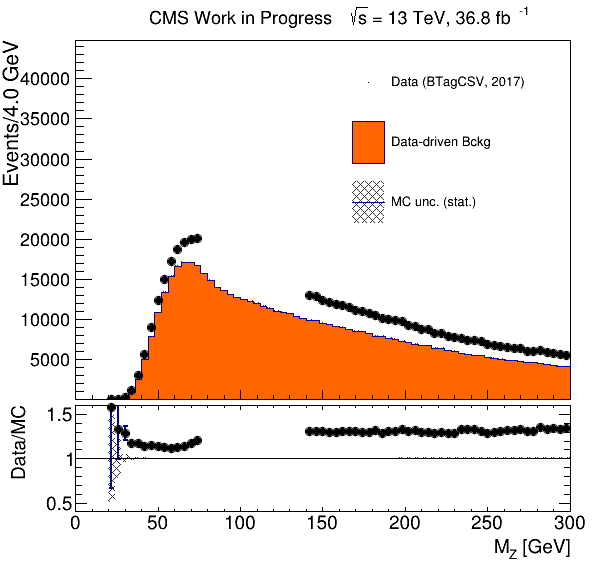 CMS Work in Progress √s = 13 TeV, 36.8 fb⁻¹
Events/4.0 GeV
40000
35000
30000
25000
20000
15000
10000
5000
Data (BTagCSV, 2017)
Data-driven Bckg
MC unc. (stat.)
Data/MC
1.5
1
0.5
0 50 100 150 200 250 300
M_Z [GeV]